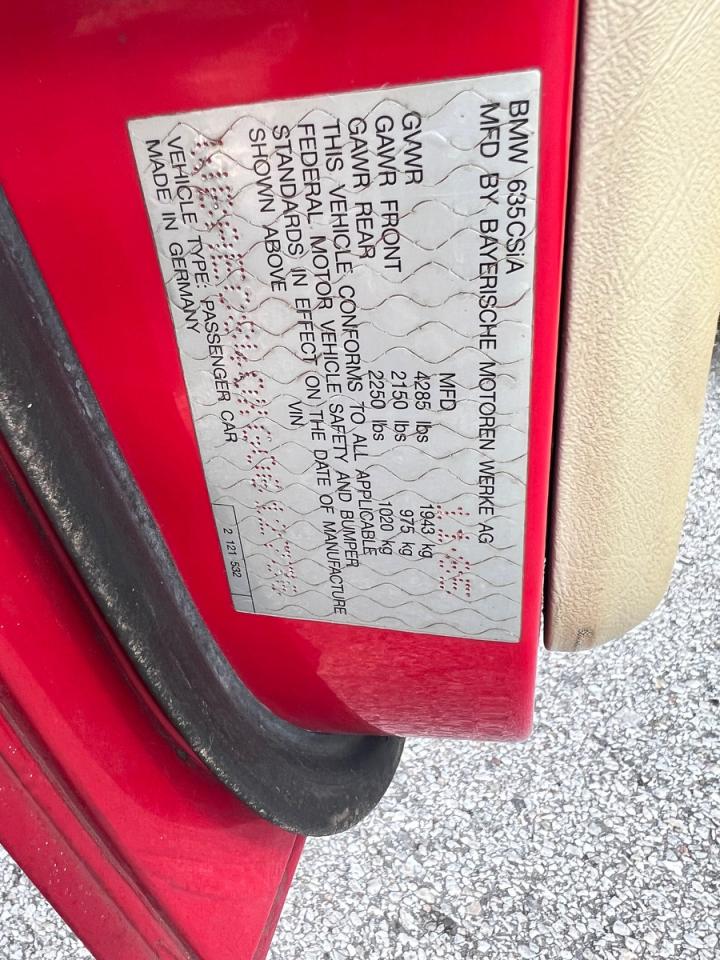 BMW 635CSiA
MFD BY BAYERISCHE MOTOREN WERKE AG
MFD
GVWR 4285 lbs 1943 kg
GAWR FRONT 2150 lbs 975 kg
GAWR REAR 2250 lbs 1020 kg
THIS VEHICLE CONFORMS TO ALL APPLICABLE
FEDERAL MOTOR VEHICLE SAFETY AND BUMPER
STANDARDS IN EFFECT ON THE DATE OF MANUFACTURE
SHOWN ABOVE VIN
VEHICLE TYPE: PASSENGER CAR
MADE IN GERMANY
2 121 532